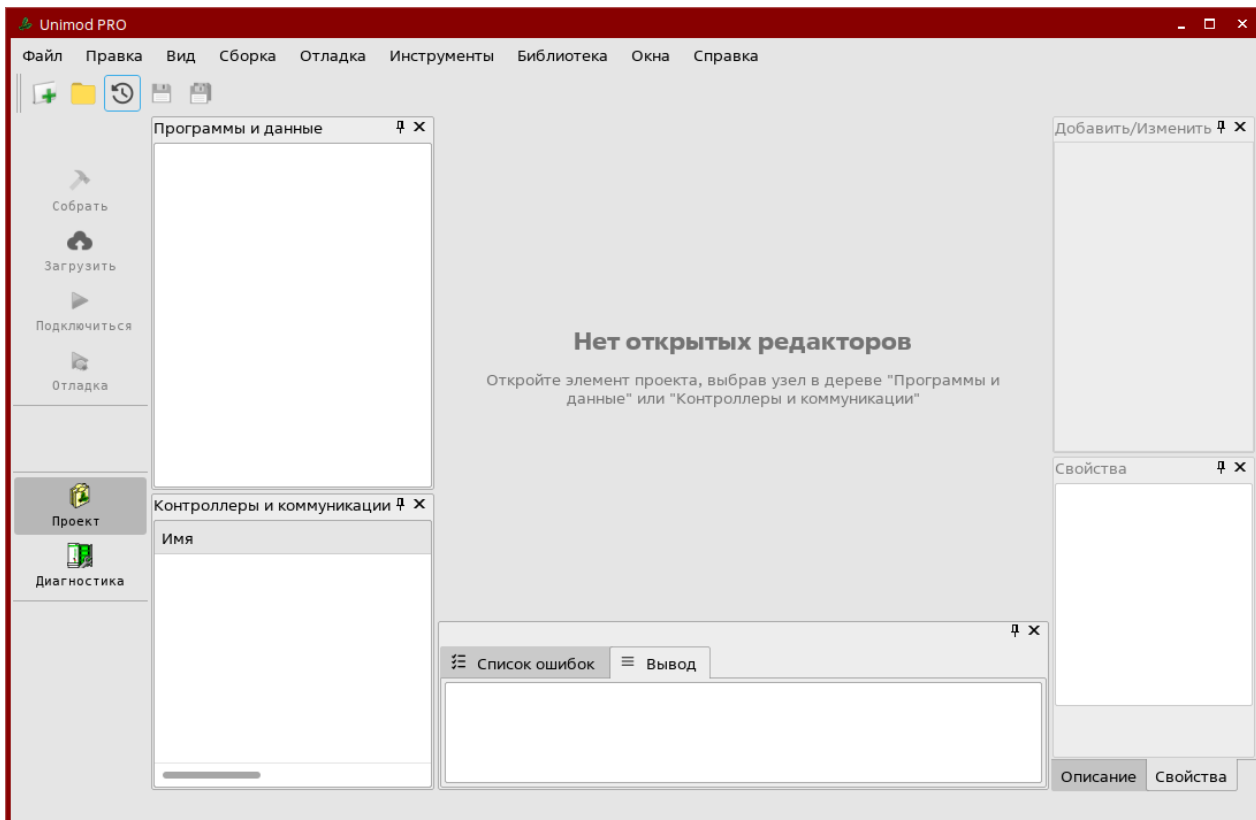 Unimod PRO
Файл Правка Вид Сборка Отладка Инструменты Библиотека Окна Справка
Собрать
Загрузить
Подключиться
Отладка
Проект
Диагностика
Программы и данные
Контроллеры и коммуникации
Имя
Нет открытых редакторов
Откройте элемент проекта, выбрав узел в дереве "Программы и
данные" или "Контроллеры и коммуникации"
Список ошибок Вывод
Добавить/Изменить
Свойства
Описание Свойства